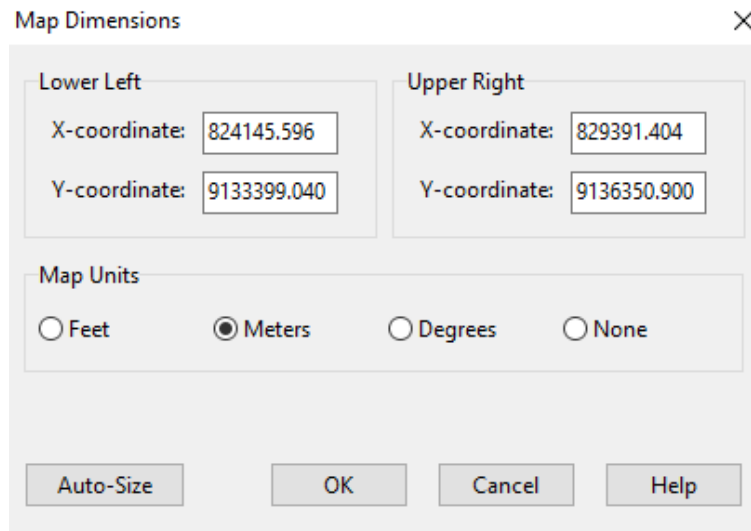 Map Dimensions
Lower Left
X-coordinate: 824145.596
Y-coordinate: 9133399.040
Upper Right
X-coordinate: 829391.404
Y-coordinate: 9136350.900
Map Units
Feet Meters Degrees None
Auto-Size OK Cancel Help